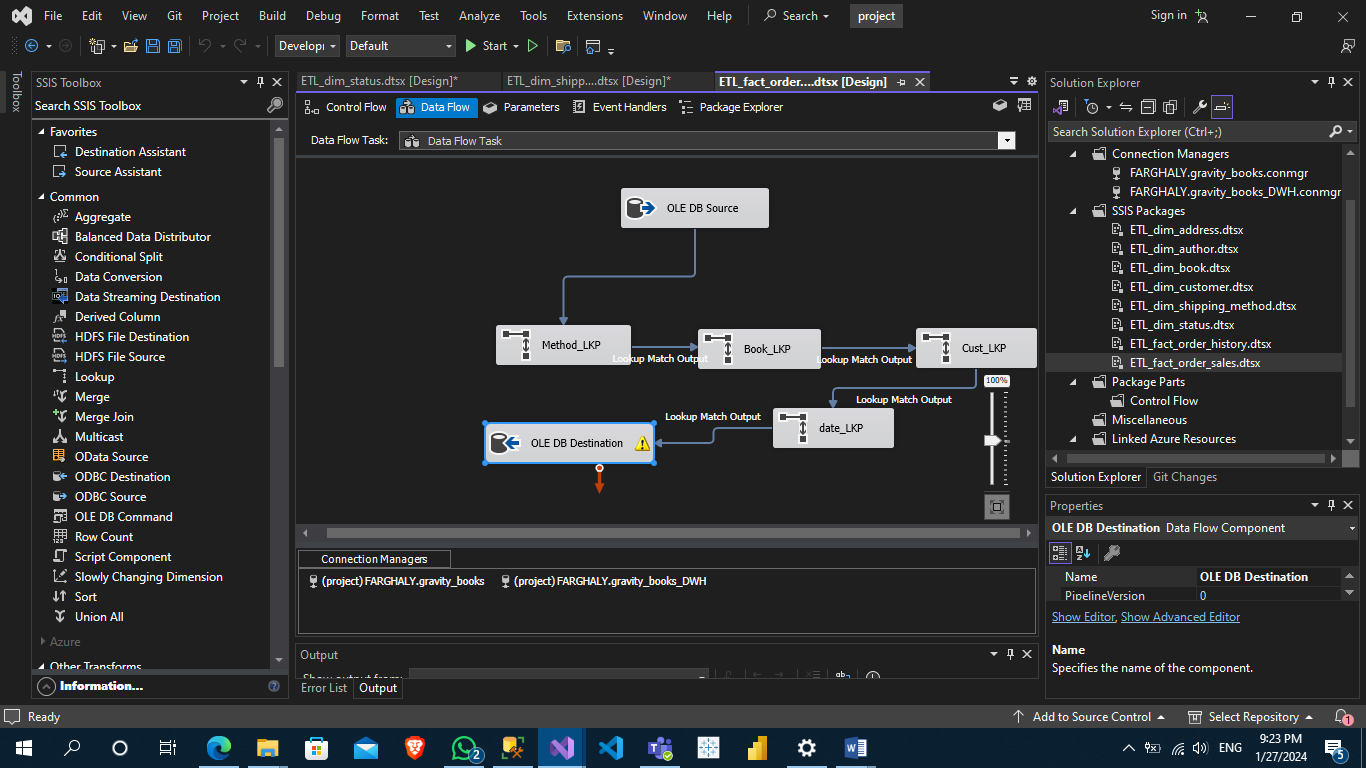 File Edit View Git Project Build Debug Format Test Analyze Tools Extensions Window Help Search project Sign in
Develop Default Start
Toolbox
SSIS Toolbox
Search SSIS Toolbox
Favorites
Destination Assistant
Source Assistant
Common
Aggregate
Balanced Data Distributor
Conditional Split
Data Conversion
Data Streaming Destination
Derived Column
HDFS File Destination
HDFS File Source
Lookup
Merge
Merge Join
Multicast
OData Source
ODBC Destination
ODBC Source
OLE DB Command
Row Count
Script Component
Slowly Changing Dimension
Sort
Union All
Azure
Other Transforms
Information...
ETL_dim_status.dtsx [Design]* ETL_dim_shipp....dtsx [Design]* ETL_fact_order....dtsx [Design]
Control Flow Data Flow Parameters Event Handlers Package Explorer
Data Flow Task: Data Flow Task
OLE DB Source
Method_LKP
Lookup Match Output
Book_LKP
Lookup Match Output
Cust_LKP
100%
Lookup Match Output
date_LKP
Lookup Match Output
OLE DB Destination
Connection Managers
(project) FARGHALY.gravity_books (project) FARGHALY.gravity_books_DWH
Output
Show output from:
Error List Output
Solution Explorer
Search Solution Explorer (Ctrl+;)
Connection Managers
FARGHALY.gravity_books.conmgr
FARGHALY.gravity_books_DWH.conmgr
SSIS Packages
ETL_dim_address.dtsx
ETL_dim_author.dtsx
ETL_dim_book.dtsx
ETL_dim_customer.dtsx
ETL_dim_shipping_method.dtsx
ETL_dim_status.dtsx
ETL_fact_order_history.dtsx
ETL_fact_order_sales.dtsx
Package Parts
Control Flow
Miscellaneous
Linked Azure Resources
Solution Explorer Git Changes
Properties
OLE DB Destination Data Flow Component
Name OLE DB Destination
PipelineVersion 0
Show Editor, Show Advanced Editor
Name
Specifies the name of the component.
Ready Add to Source Control Select Repository 1
2 ENG 9:23 PM 5
1/27/2024